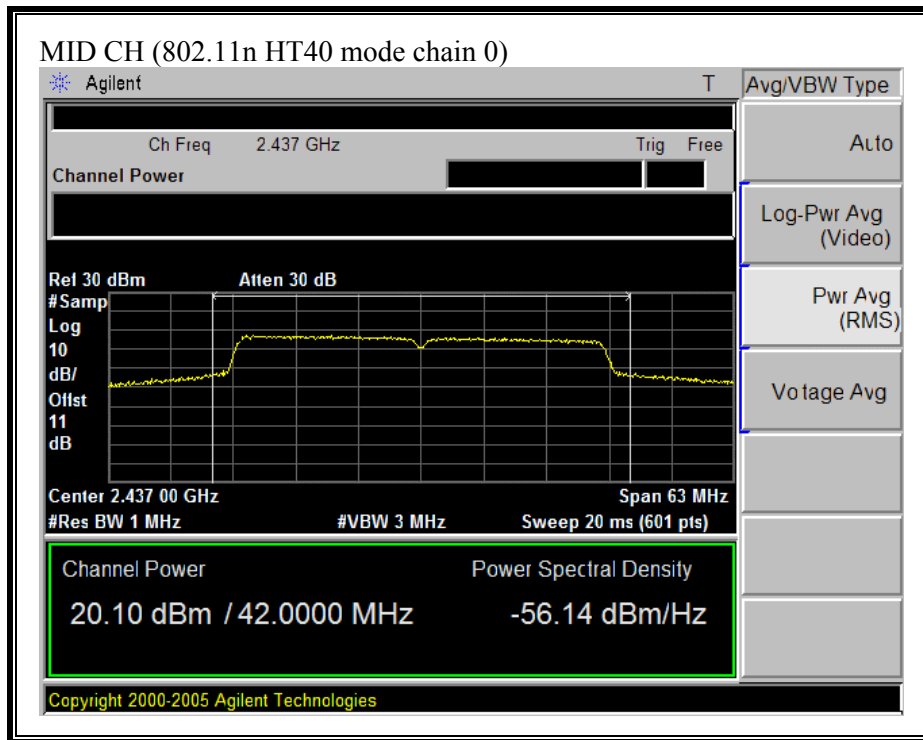 MID CH (802.11n HT40 mode chain 0)
Agilent T
Avg/VBW Type
Ch Freq 2.437 GHz Trig Free
Channel Power
Auto
Log-Pwr Avg
(Video)
Pwr Avg
(RMS)
Votage Avg
Ref 30 dBm Atten 30 dB
#Samp
Log
10
dB/
Offst
11
dB
Center 2.437 00 GHz Span 63 MHz
#Res BW 1 MHz #VBW 3 MHz Sweep 20 ms (601 pts)
Channel Power Power Spectral Density
20.10 dBm / 42.0000 MHz -56.14 dBm/Hz
Copyright 2000-2005 Agilent Technologies